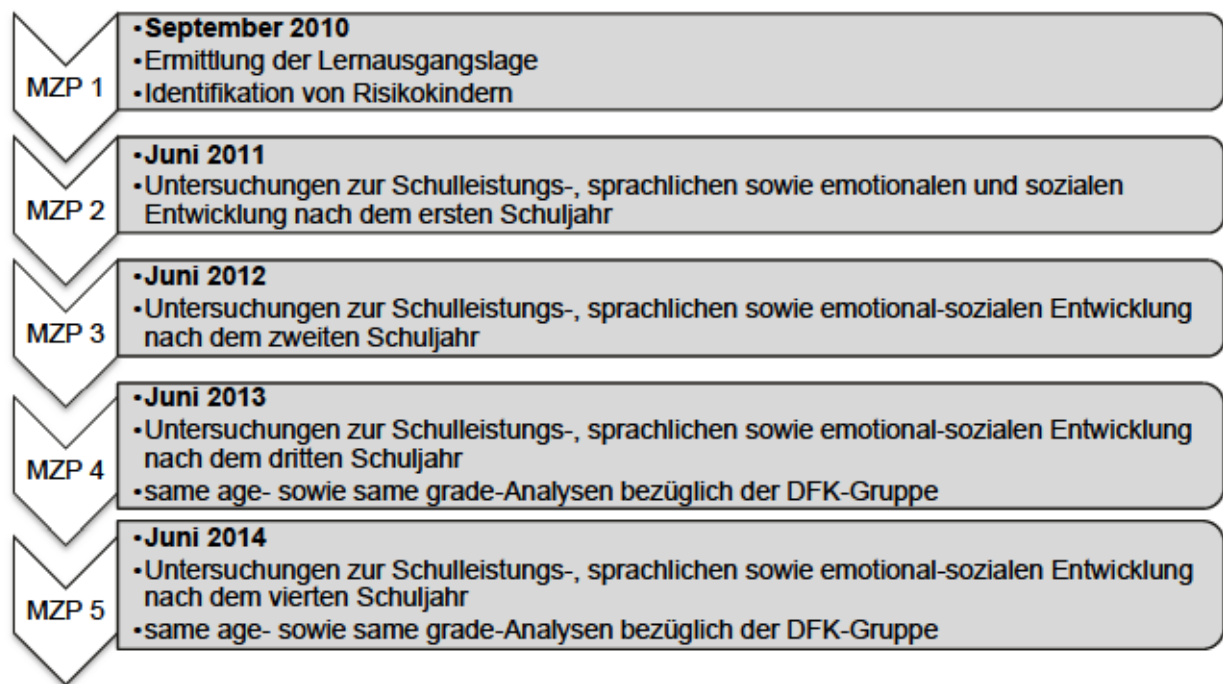 MZP 1
•September 2010
•Ermittlung der Lernausgangslage
•Identifikation von Risikokindern
MZP 2
•Juni 2011
•Untersuchungen zur Schulleistungs-, sprachlichen sowie emotionalen und sozialen
Entwicklung nach dem ersten Schuljahr
MZP 3
•Juni 2012
•Untersuchungen zur Schulleistungs-, sprachlichen sowie emotional-sozialen Entwicklung
nach dem zweiten Schuljahr
MZP 4
•Juni 2013
•Untersuchungen zur Schulleistungs-, sprachlichen sowie emotional-sozialen Entwicklung
nach dem dritten Schuljahr
•same age- sowie same grade-Analysen bezüglich der DFK-Gruppe
MZP 5
•Juni 2014
•Untersuchungen zur Schulleistungs-, sprachlichen sowie emotional-sozialen Entwicklung
nach dem vierten Schuljahr
•same age- sowie same grade-Analysen bezüglich der DFK-Gruppe